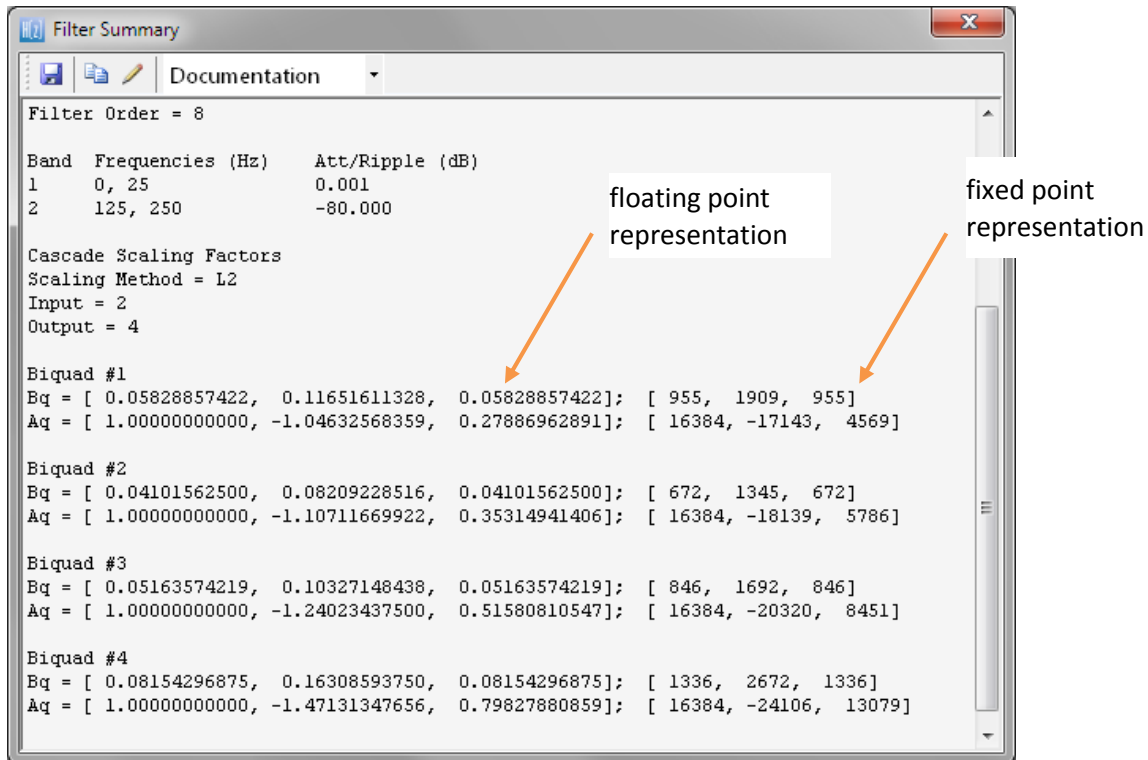 H(z) Filter Summary
Documentation
Filter Order = 8
Band Frequencies (Hz) Att/Ripple (dB)
1 0, 25 0.001
2 125, 250 -80.000
floating point
representation
fixed point
representation
Cascade Scaling Factors
Scaling Method = L2
Input = 2
Output = 4
Biquad #1
Bq = [ 0.05828857422, 0.11651611328, 0.05828857422]; [ 955, 1909, 955]
Aq = [ 1.00000000000, -1.04632568359, 0.27886962891]; [ 16384, -17143, 4569]
Biquad #2
Bq = [ 0.04101562500, 0.08209228516, 0.04101562500]; [ 672, 1345, 672]
Aq = [ 1.00000000000, -1.10711669922, 0.35314941406]; [ 16384, -18139, 5786]
Biquad #3
Bq = [ 0.05163574219, 0.10327148438, 0.05163574219]; [ 846, 1692, 846]
Aq = [ 1.00000000000, -1.24023437500, 0.51580810547]; [ 16384, -20320, 8451]
Biquad #4
Bq = [ 0.08154296875, 0.16308593750, 0.08154296875]; [ 1336, 2672, 1336]
Aq = [ 1.00000000000, -1.47131347656, 0.79827880859]; [ 16384, -24106, 13079]